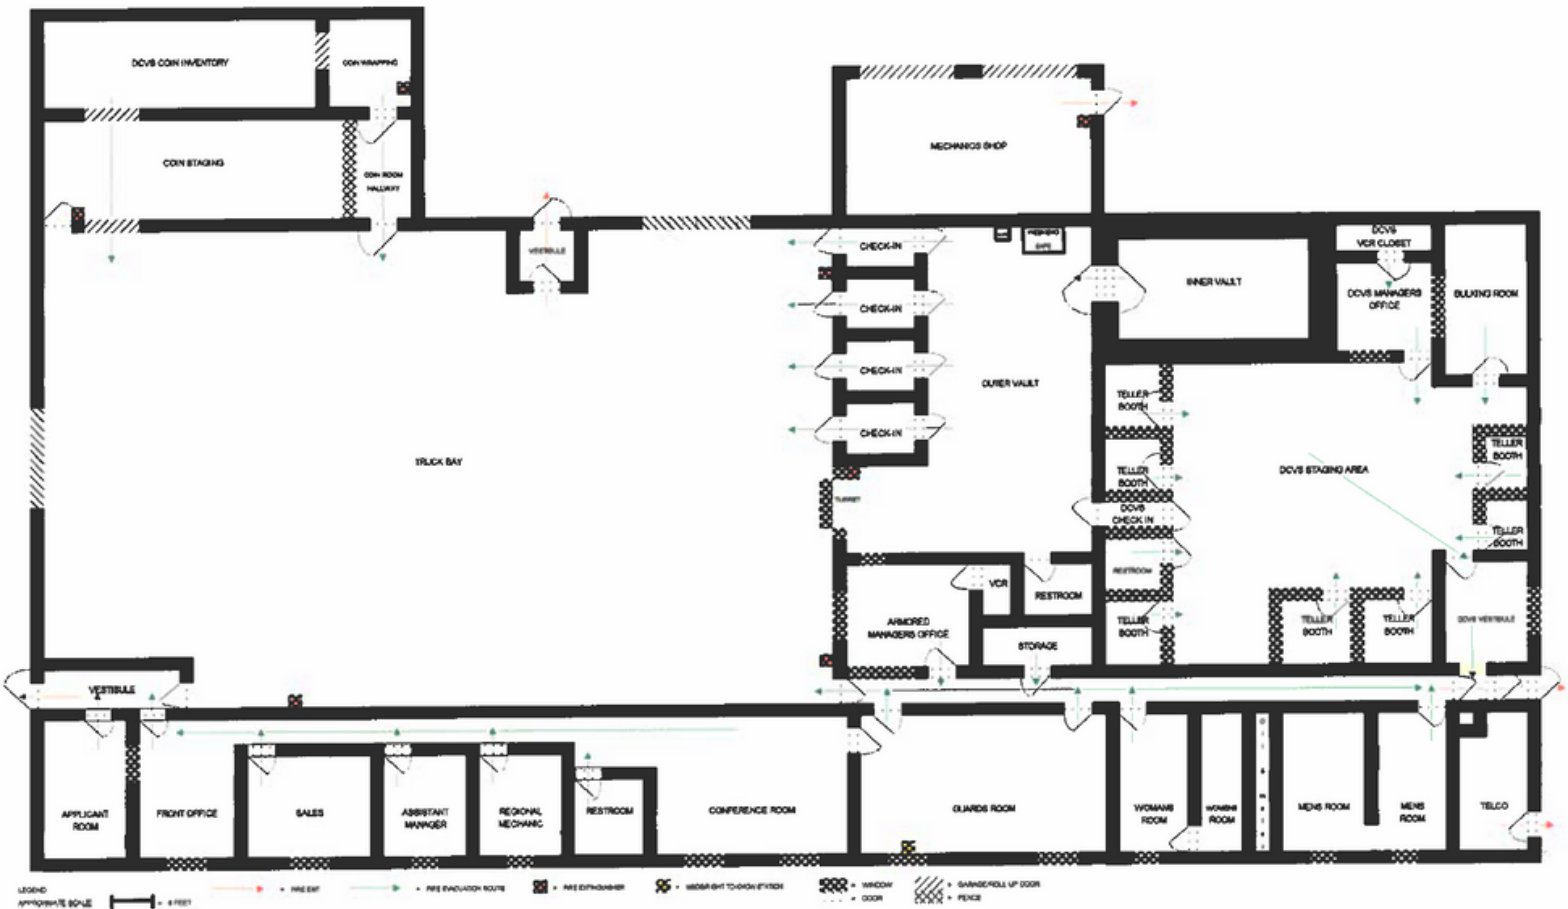 DCVS COIN INVENTORY
COIN WRAPPING
COIN STAGING
COIN ROOM
HALLWAY
VESTIBULE
MECHANICS SHOP
CHECK-IN
CHECK-IN
CHECK-IN
CHECK-IN
SAFE
INNER VAULT
DCVS
VCR CLOSET
DCVS MANAGERS
OFFICE
BULKING ROOM
OUTER VAULT
TELLER
BOOTH
TELLER
BOOTH
TRUCK BAY
TURRET
DCVS
CHECK IN
DCVS STAGING AREA
TELLER
BOOTH
TELLER
BOOTH
RESTROOM
VCR
RESTROOM
ARMORED
MANAGERS OFFICE
STORAGE
TELLER
BOOTH
TELLER
BOOTH
TELLER
BOOTH
DCVS VESTIBULE
VESTIBULE
APPLICANT
ROOM
FRONT OFFICE
SALES
ASSISTANT
MANAGER
REGIONAL
MECHANIC
RESTROOM
CONFERENCE ROOM
GUARDS ROOM
WOMANS
ROOM
WOMANS
ROOM
MENS ROOM
MENS
ROOM
TELCO
LEGEND
APPROXIMATE SCALE
= FIRE EXIT
= FIRE EVACUATION ROUTE
= FIRE EXTINGUISHER
= WINDOW
= DOOR
= GARAGE/ROLL UP DOOR
= FENCE